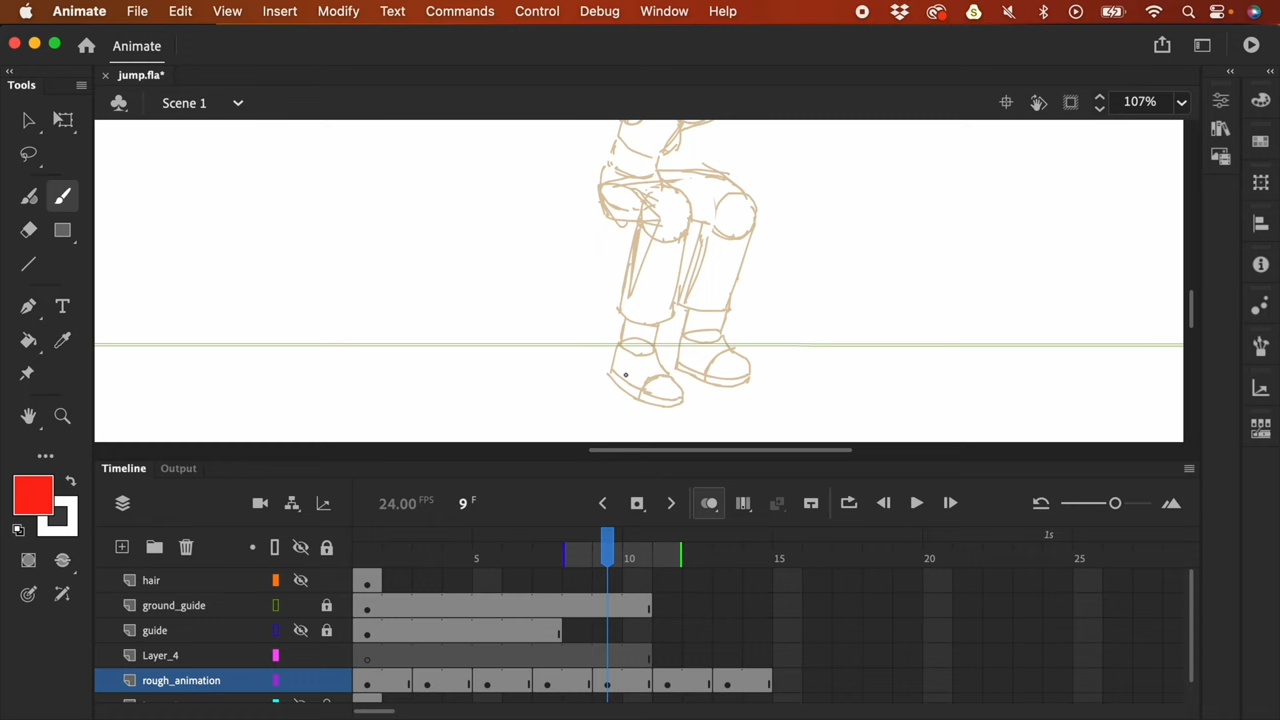 Animate File Edit View Insert Modify Text Commands Control Debug Window Help
Animate
Tools
jump.fla*
Scene 1
107%
T
Timeline Output
24.00 FPS 9 F
5 10 15 20 1s 25
hair
ground_guide
guide
Layer_4
rough_animation